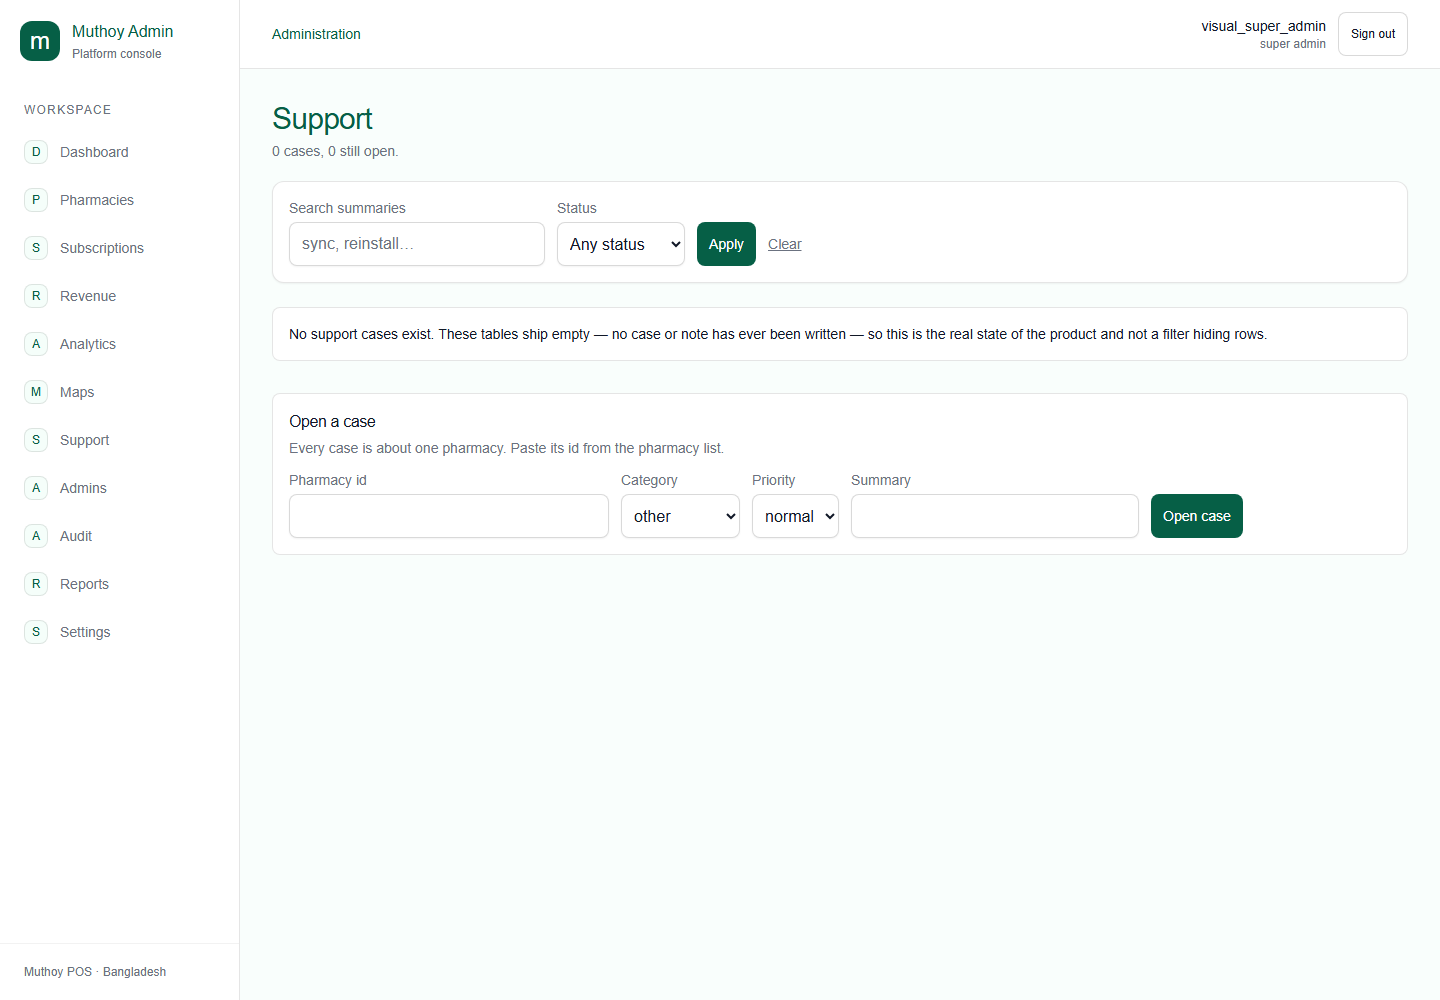 m
Muthoy Admin
Platform console
WORKSPACE
D Dashboard
P Pharmacies
S Subscriptions
R Revenue
A Analytics
M Maps
S Support
A Admins
A Audit
R Reports
S Settings
Muthoy POS · Bangladesh
Administration
visual_super_admin
super admin
Sign out
Support
0 cases, 0 still open.
Search summaries
Status
sync, reinstall…
Any status
Apply
Clear
No support cases exist. These tables ship empty — no case or note has ever been written — so this is the real state of the product and not a filter hiding rows.
Open a case
Every case is about one pharmacy. Paste its id from the pharmacy list.
Pharmacy id
Category
Priority
Summary
other
normal
Open case